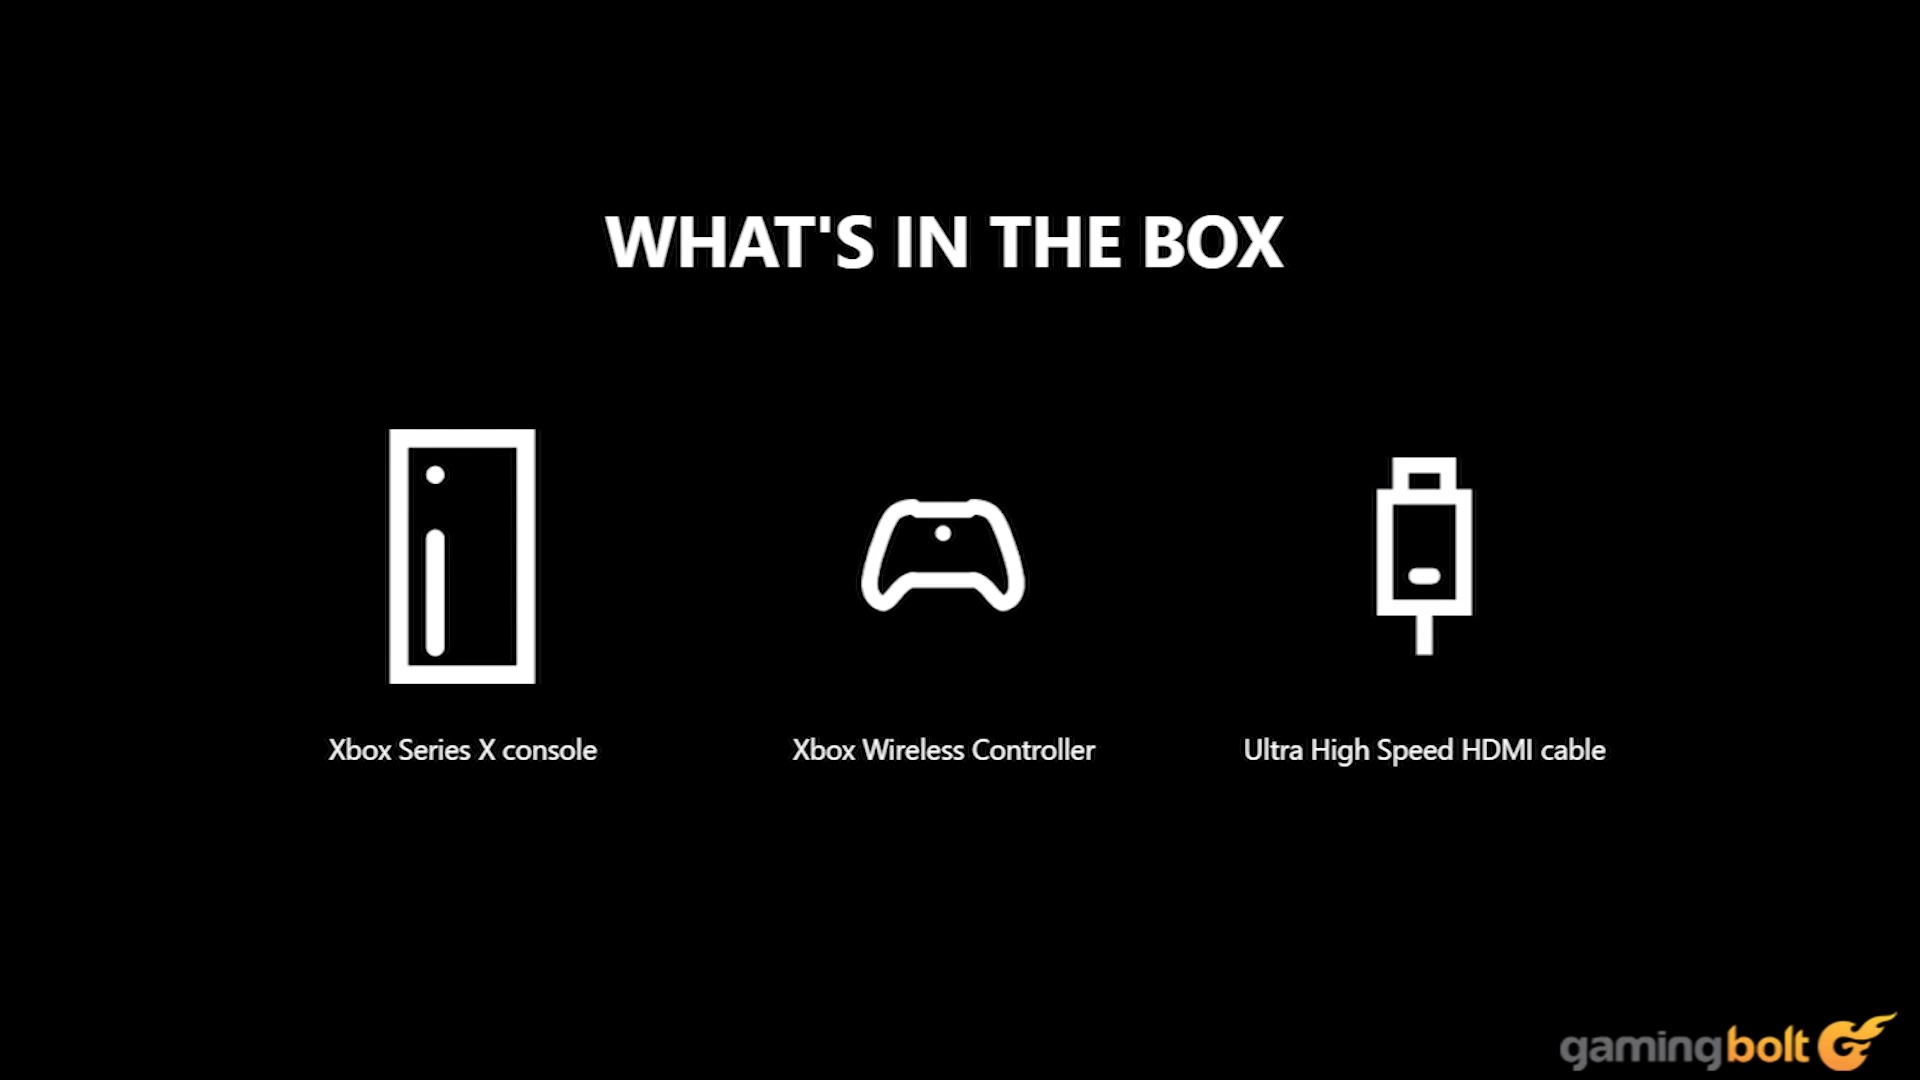 WHAT'S IN THE BOX
Xbox Series X console
Xbox Wireless Controller
Ultra High Speed HDMI cable
gamingbolt